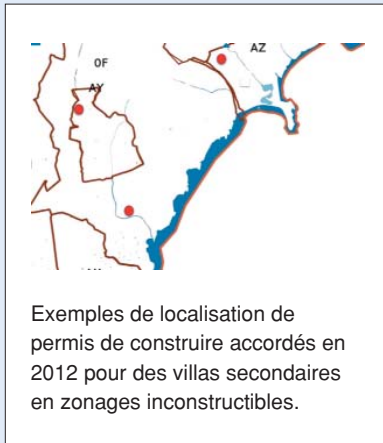 AZ
OF
AY
Exemples de localisation de
permis de construire accordés en
2012 pour des villas secondaires
en zonages inconstructibles.